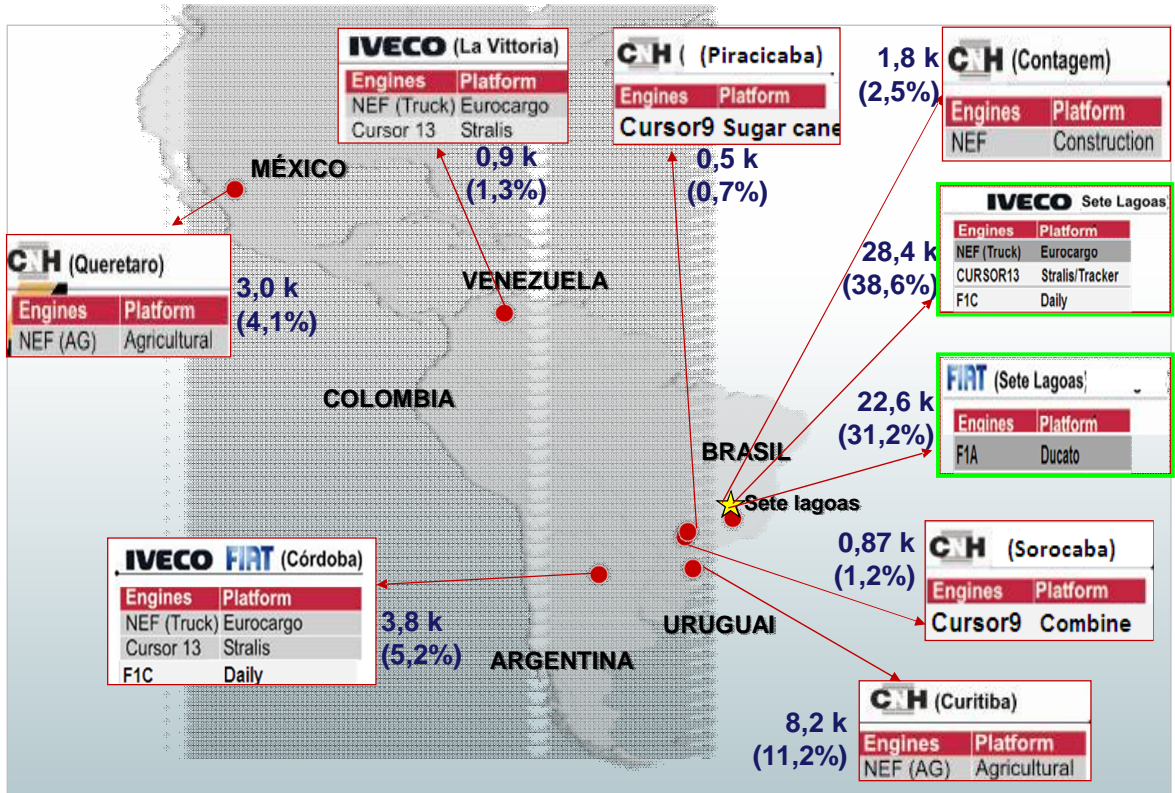 IVECO (La Vittoria)
Engines Platform
NEF (Truck) Eurocargo
Cursor 13 Stralis
0,9 k
(1,3%)
CNH ( (Piracicaba)
Engines Platform
Cursor9 Sugar cane
0,5 k
(0,7%)
1,8 k
(2,5%)
CNH (Contagem)
Engines Platform
NEF Construction
MÉXICO
CNH (Queretaro)
Engines Platform
NEF (AG) Agricultural
3,0 k
(4,1%)
VENEZUELA
COLOMBIA
28,4 k
(38,6%)
IVECO Sete Lagoas)
Engines Platform
NEF (Truck) Eurocargo
CURSOR13 Stralis/Tracker
F1C Daily
22,6 k
(31,2%)
FIAT (Sete Lagoas)
Engines Platform
F1A Ducato
BRASIL
Sete lagoas
0,87 k
(1,2%)
CNH (Sorocaba)
Engines Platform
Cursor9 Combine
IVECO FIAT (Córdoba)
Engines Platform
NEF (Truck) Eurocargo
Cursor 13 Stralis
F1C Daily
3,8 k
(5,2%)
URUGUAI
ARGENTINA
8,2 k
(11,2%)
CNH (Curitiba)
Engines Platform
NEF (AG) Agricultural